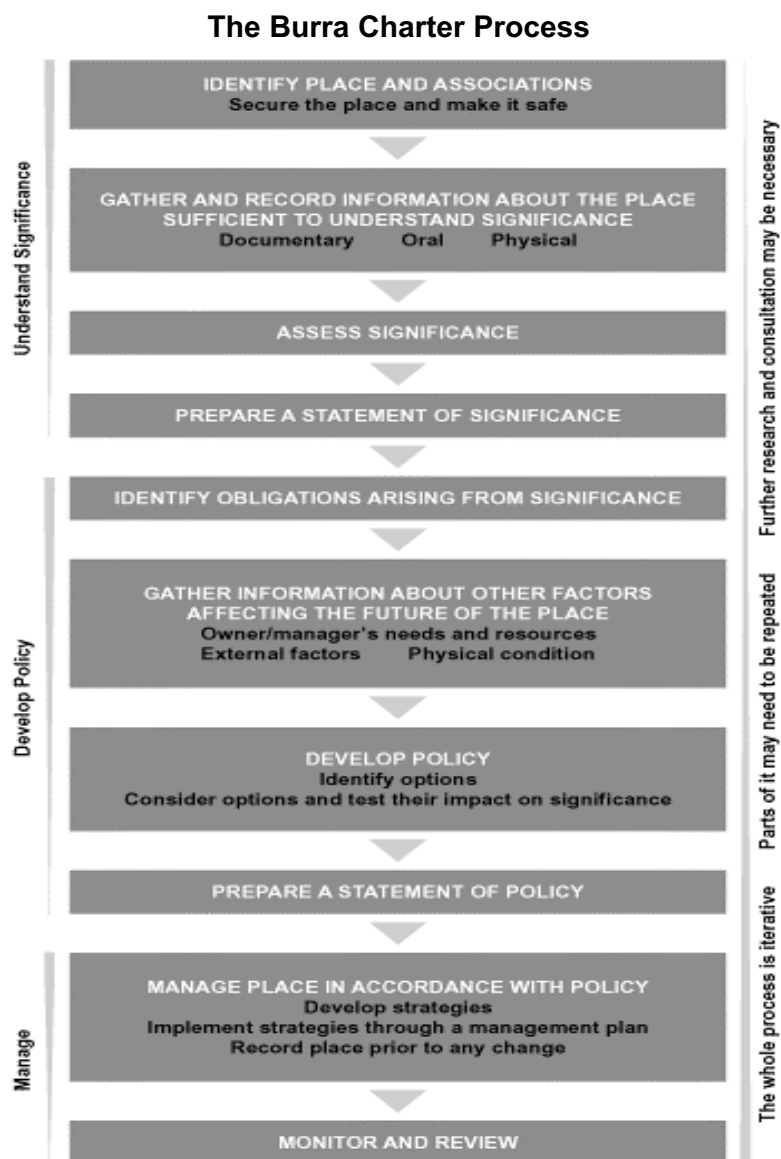 The Burra Charter Process
IDENTIFY PLACE AND ASSOCIATIONS
Secure the place and make it safe
GATHER AND RECORD INFORMATION ABOUT THE PLACE
SUFFICIENT TO UNDERSTAND SIGNIFICANCE
Documentary Oral Physical
ASSESS SIGNIFICANCE
PREPARE A STATEMENT OF SIGNIFICANCE
IDENTIFY OBLIGATIONS ARISING FROM SIGNIFICANCE
GATHER INFORMATION ABOUT OTHER FACTORS
AFFECTING THE FUTURE OF THE PLACE
Owner/manager's needs and resources
External factors Physical condition
DEVELOP POLICY
Identify options
Consider options and test their impact on significance
PREPARE A STATEMENT OF POLICY
MANAGE PLACE IN ACCORDANCE WITH POLICY
Develop strategies
Implement strategies through a management plan
Record place prior to any change
MONITOR AND REVIEW
Understand Significance
Develop Policy
Manage
The whole process is iterative Parts of it may need to be repeated Further research and consultation may be necessary